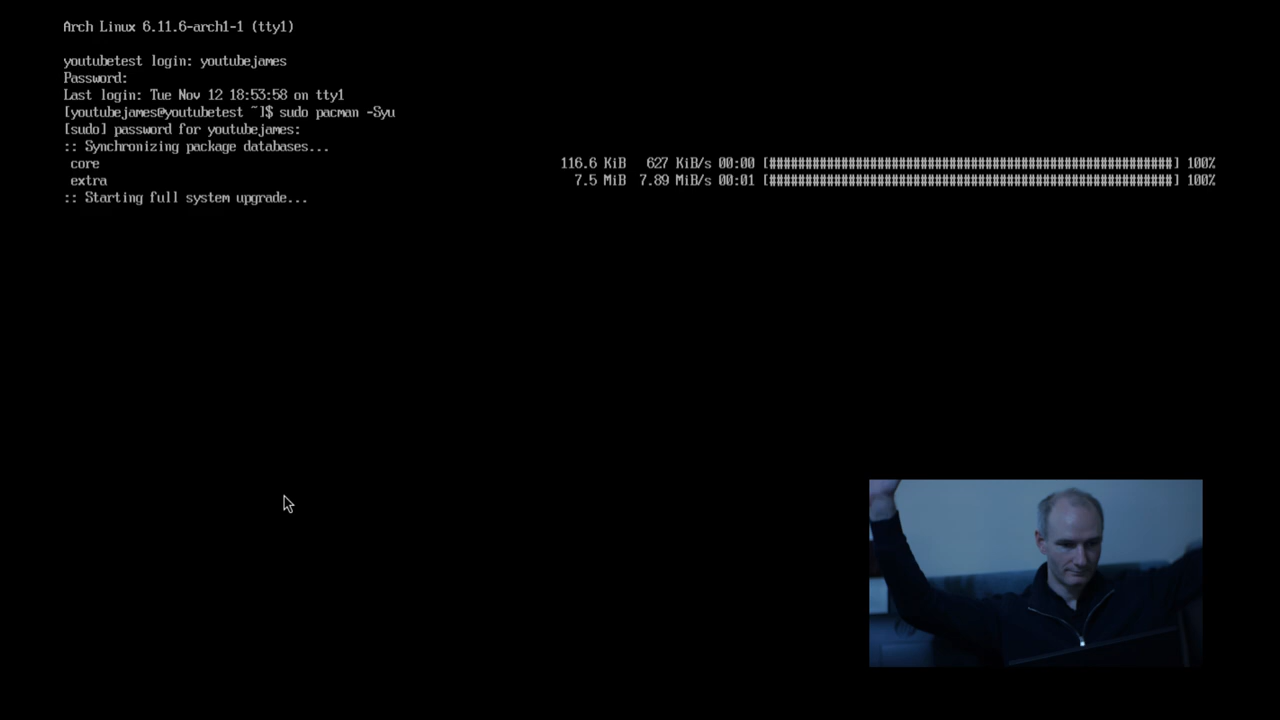 Arch Linux 6.11.6-arch1-1 (tty1)
youtubetest login: youtubejames
Password:
Last login: Tue Nov 12 18:53:58 on tty1
[youtubejames@youtubetest ~]$ sudo pacman -Syu
[sudo] password for youtubejames:
:: Synchronizing package databases...
core 116.6 KiB 627 KiB/s 00:00 [########################################################] 100%
extra 7.5 MiB 7.89 MiB/s 00:01 [########################################################] 100%
:: Starting full system upgrade...